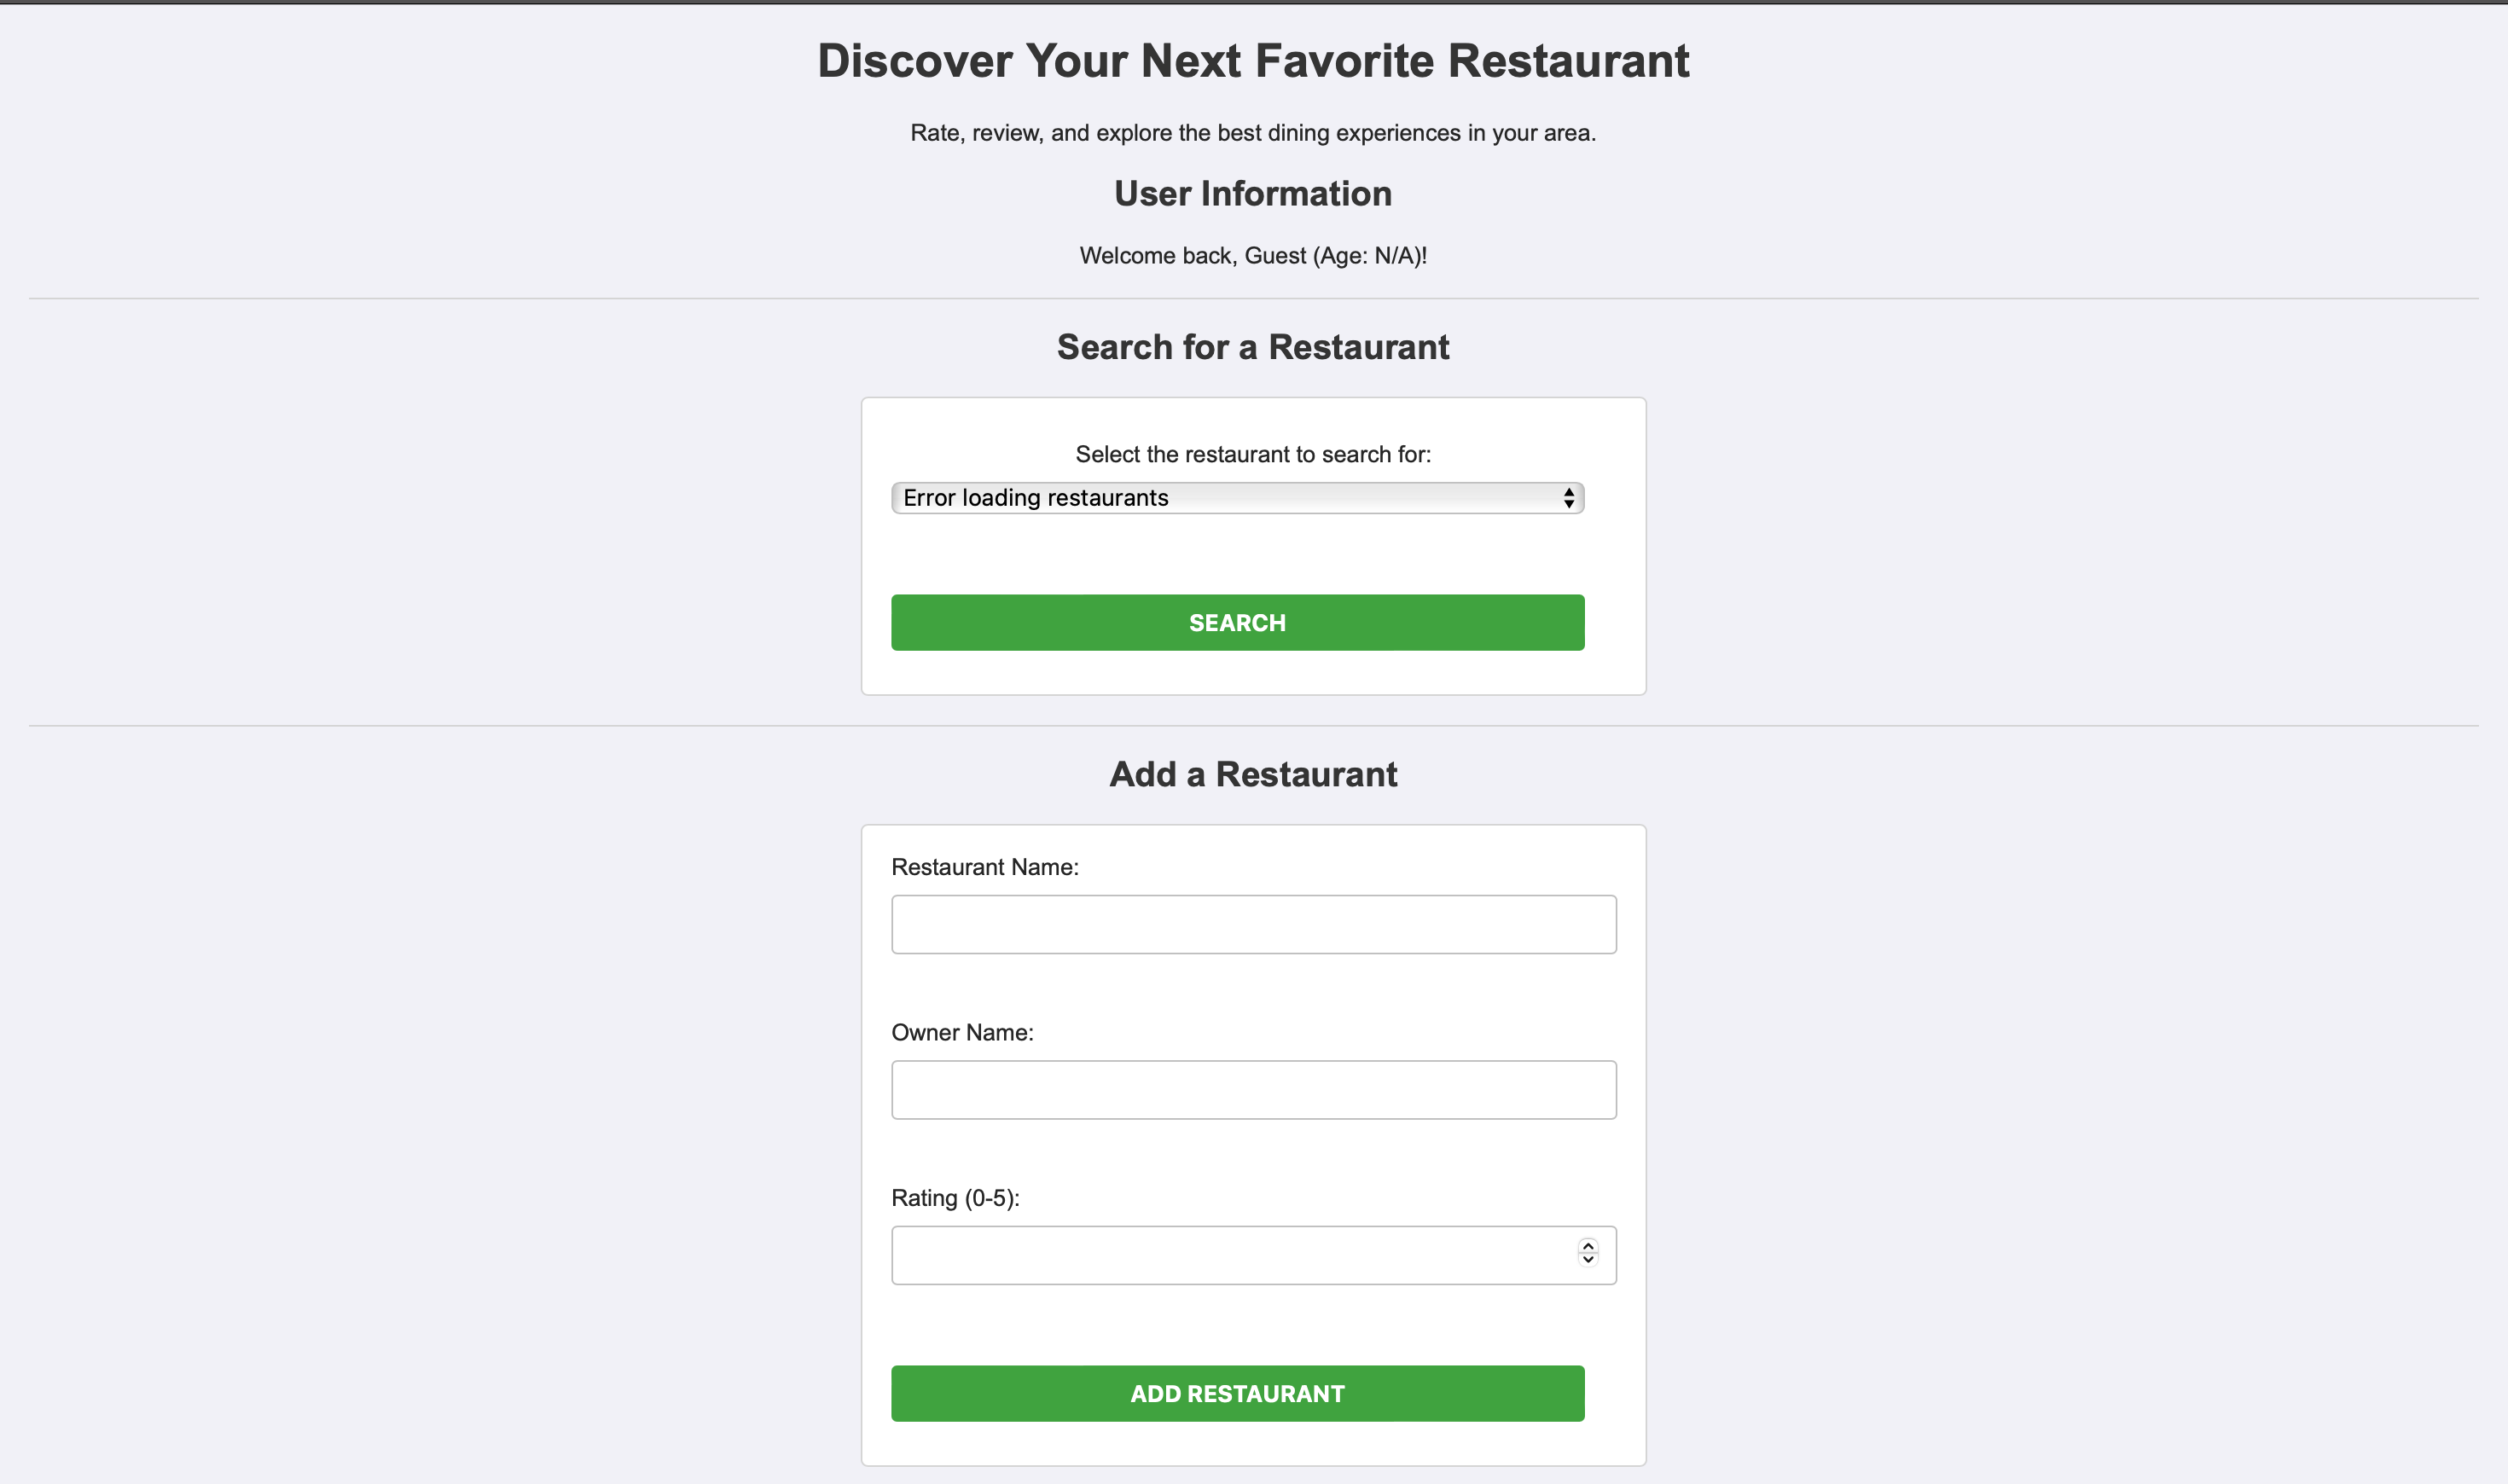 Discover Your Next Favorite Restaurant
Rate, review, and explore the best dining experiences in your area.
User Information
Welcome back, Guest (Age: N/A)!
Search for a Restaurant
Select the restaurant to search for:
Error loading restaurants
SEARCH
Add a Restaurant
Restaurant Name:
Owner Name:
Rating (0-5):
ADD RESTAURANT